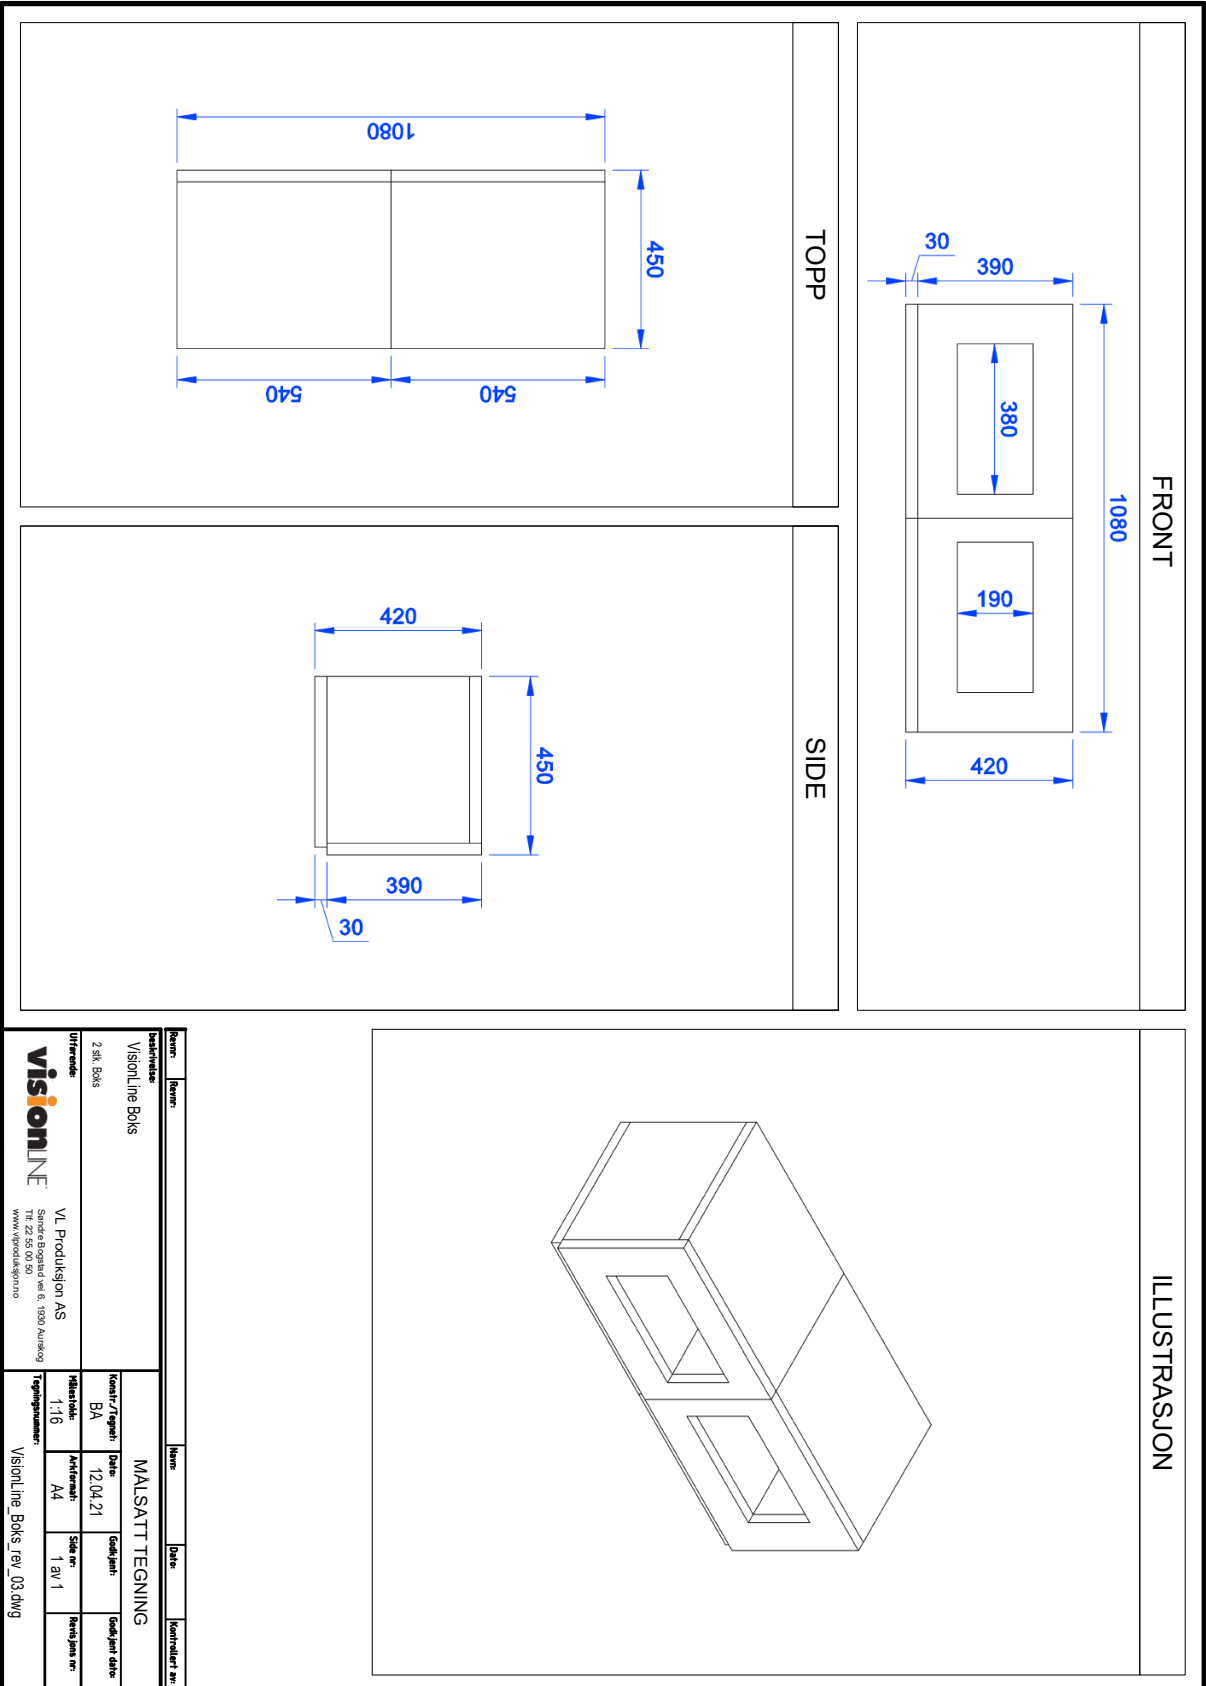 FRONT
1080
380
190
390
30
420
ILLUSTRASJON
TOPP
1080
450
540
540
SIDE
420
450
390
30
Revnr: Revnr: Navn: Dato: Kontrollert av:
beskrivelse:
VisionLine Boks
2 stk. Boks
MÅLSATT TEGNING
Konstr./Tegnet: Dato: Godkjent: Godkjent dato:
BA 12.04.21
Utførende:
visionLINE
VL Produksjon AS
Søndre Bogstad vei 6, 1930 Aurskog
Tlf: 22 55 00 50
www.vlproduksjon.no
Målestokk: Arkformat: Side nr: Revisjons nr:
1:16 A4 1 av 1
Tegningsnummer:
VisionLine_Boks_rev_03.dwg